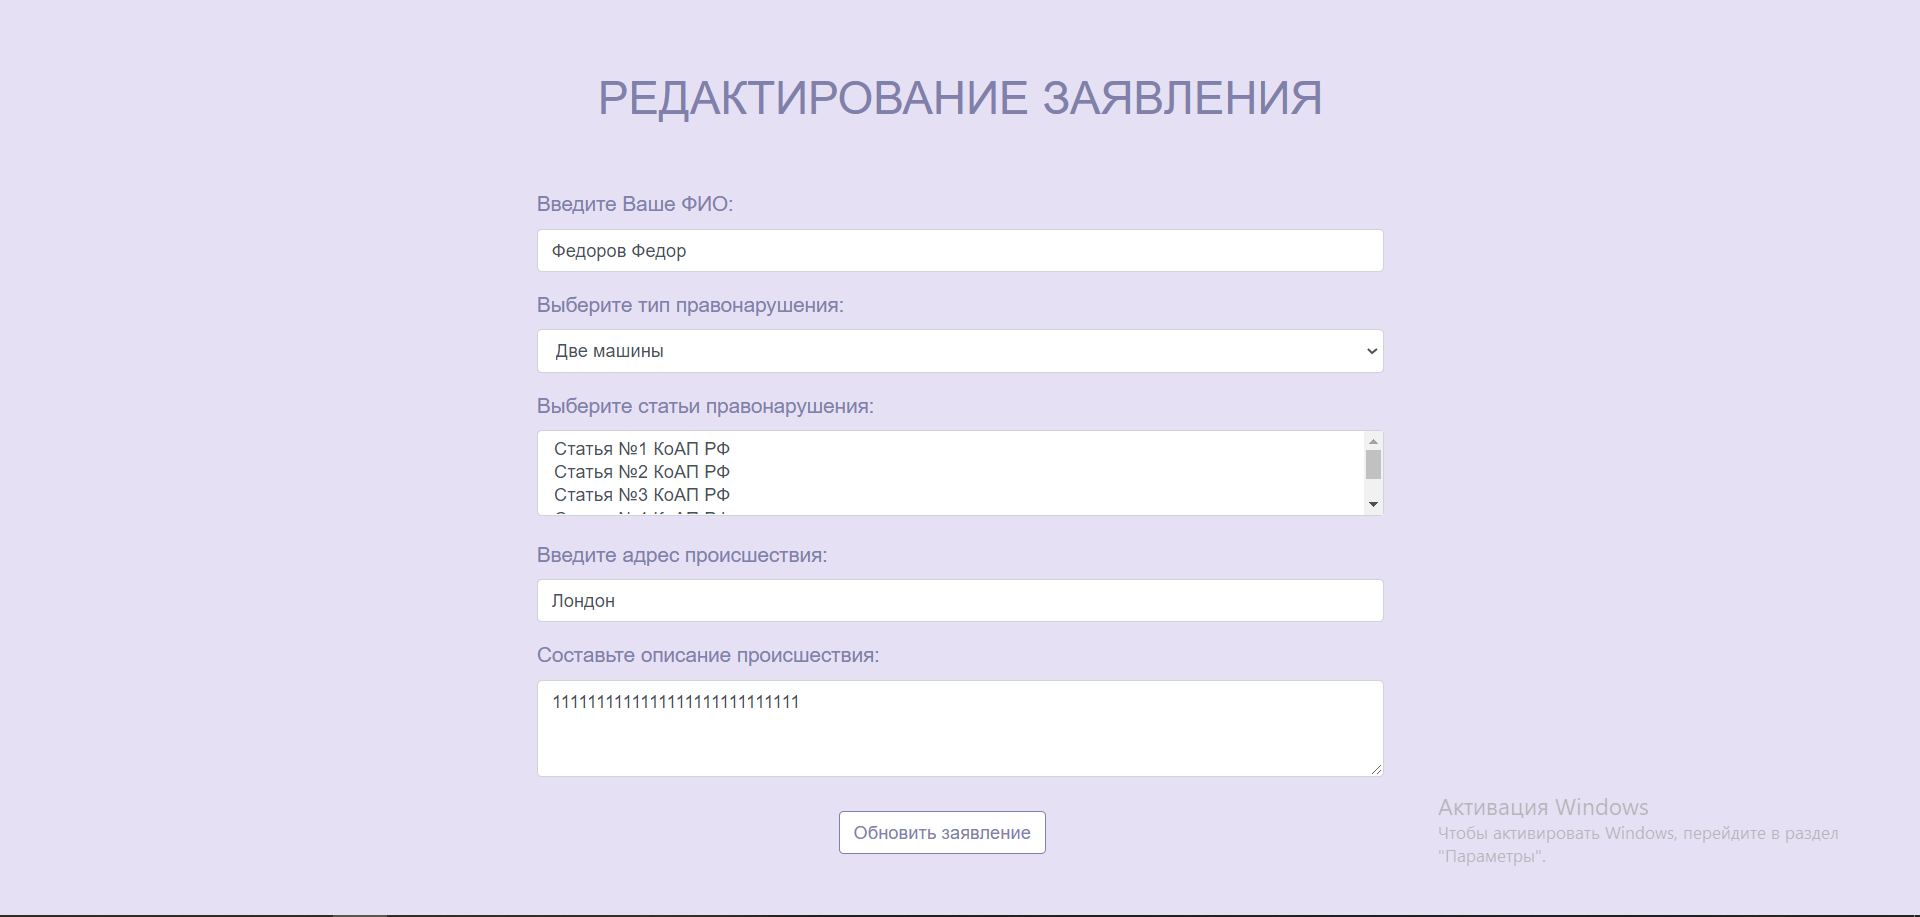 РЕДАКТИРОВАНИЕ ЗАЯВЛЕНИЯ
Введите Ваше ФИО:
Федоров Федор
Выберите тип правонарушения:
Две машины
Выберите статьи правонарушения:
Статья №1 КоАП РФ
Статья №2 КоАП РФ
Статья №3 КоАП РФ
Введите адрес происшествия:
Лондон
Составьте описание происшествия:
1111111111111111111111111111
Обновить заявление
Активация Windows
Чтобы активировать Windows, перейдите в раздел
"Параметры".